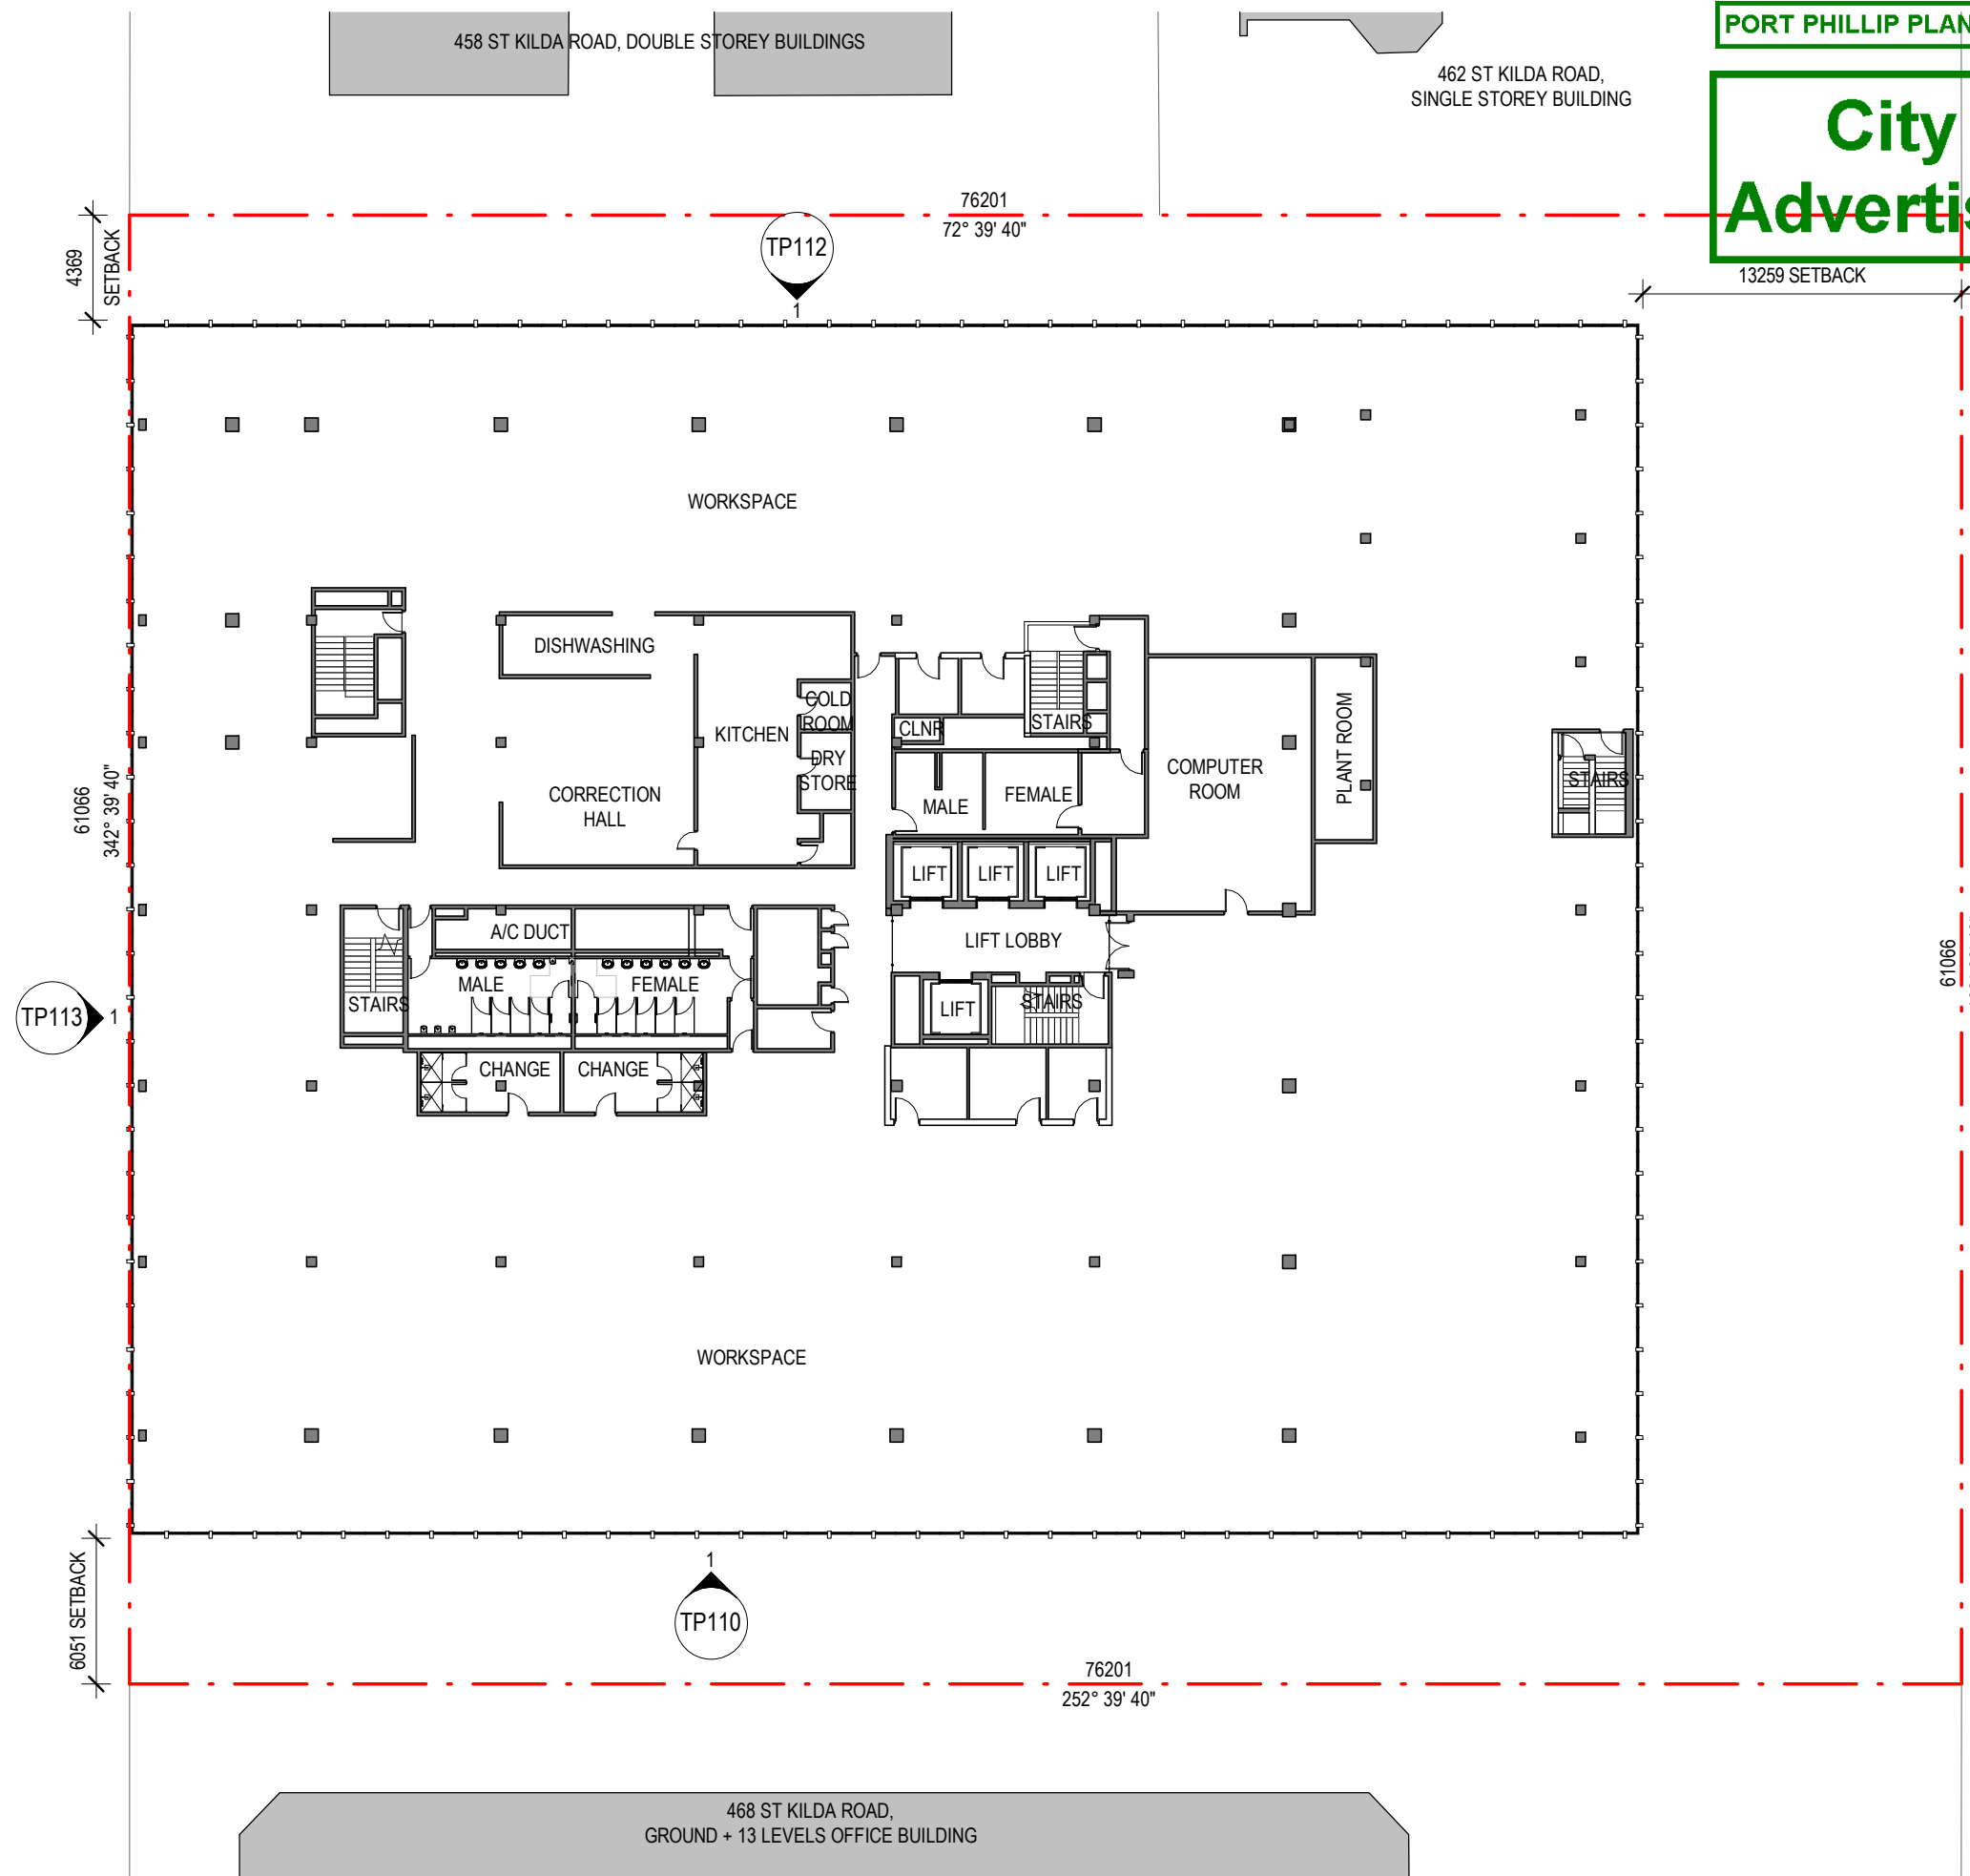 PORT PHILLIP PLAN
458 ST KILDA ROAD, DOUBLE STOREY BUILDINGS
462 ST KILDA ROAD,
SINGLE STOREY BUILDING
City
Advertis
76201
72° 39' 40"
4369
SETBACK
TP112
1
13259 SETBACK
WORKSPACE
DISHWASHING
COLD
ROOM
KITCHEN
CLNR
STAIRS
DRY
STORE
CORRECTION
HALL
MALE
FEMALE
COMPUTER
ROOM
PLANT ROOM
STAIRS
61066
342° 39' 40"
LIFT
LIFT
LIFT
A/C DUCT
LIFT LOBBY
MALE
FEMALE
STAIRS
LIFT
STAIRS
61066
TP113
1
CHANGE
CHANGE
WORKSPACE
6051 SETBACK
1
TP110
76201
252° 39' 40"
468 ST KILDA ROAD,
GROUND + 13 LEVELS OFFICE BUILDING